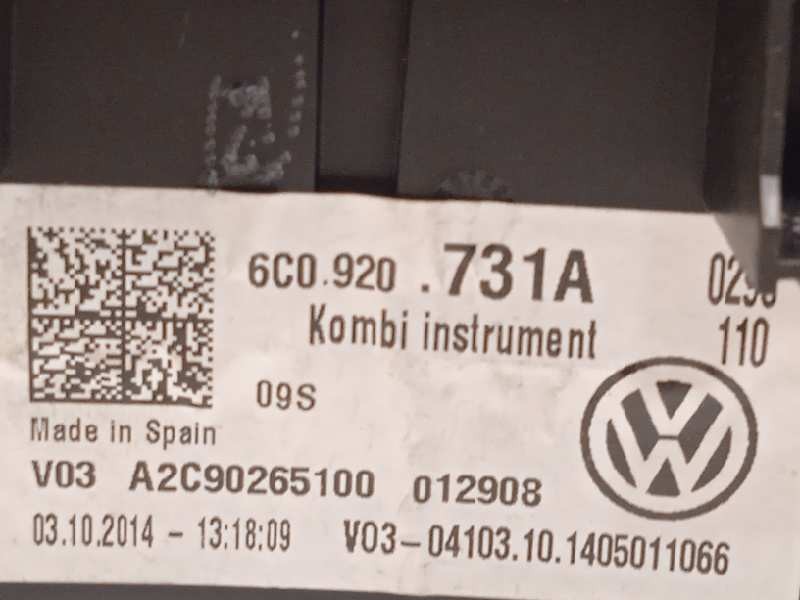 6C0.920 .731A
Kombi instrument 110
09S
Made in Spain
V03 A2C90265100 012908
03.10.2014 - 13:18:09 V03-04103.10.1405011066